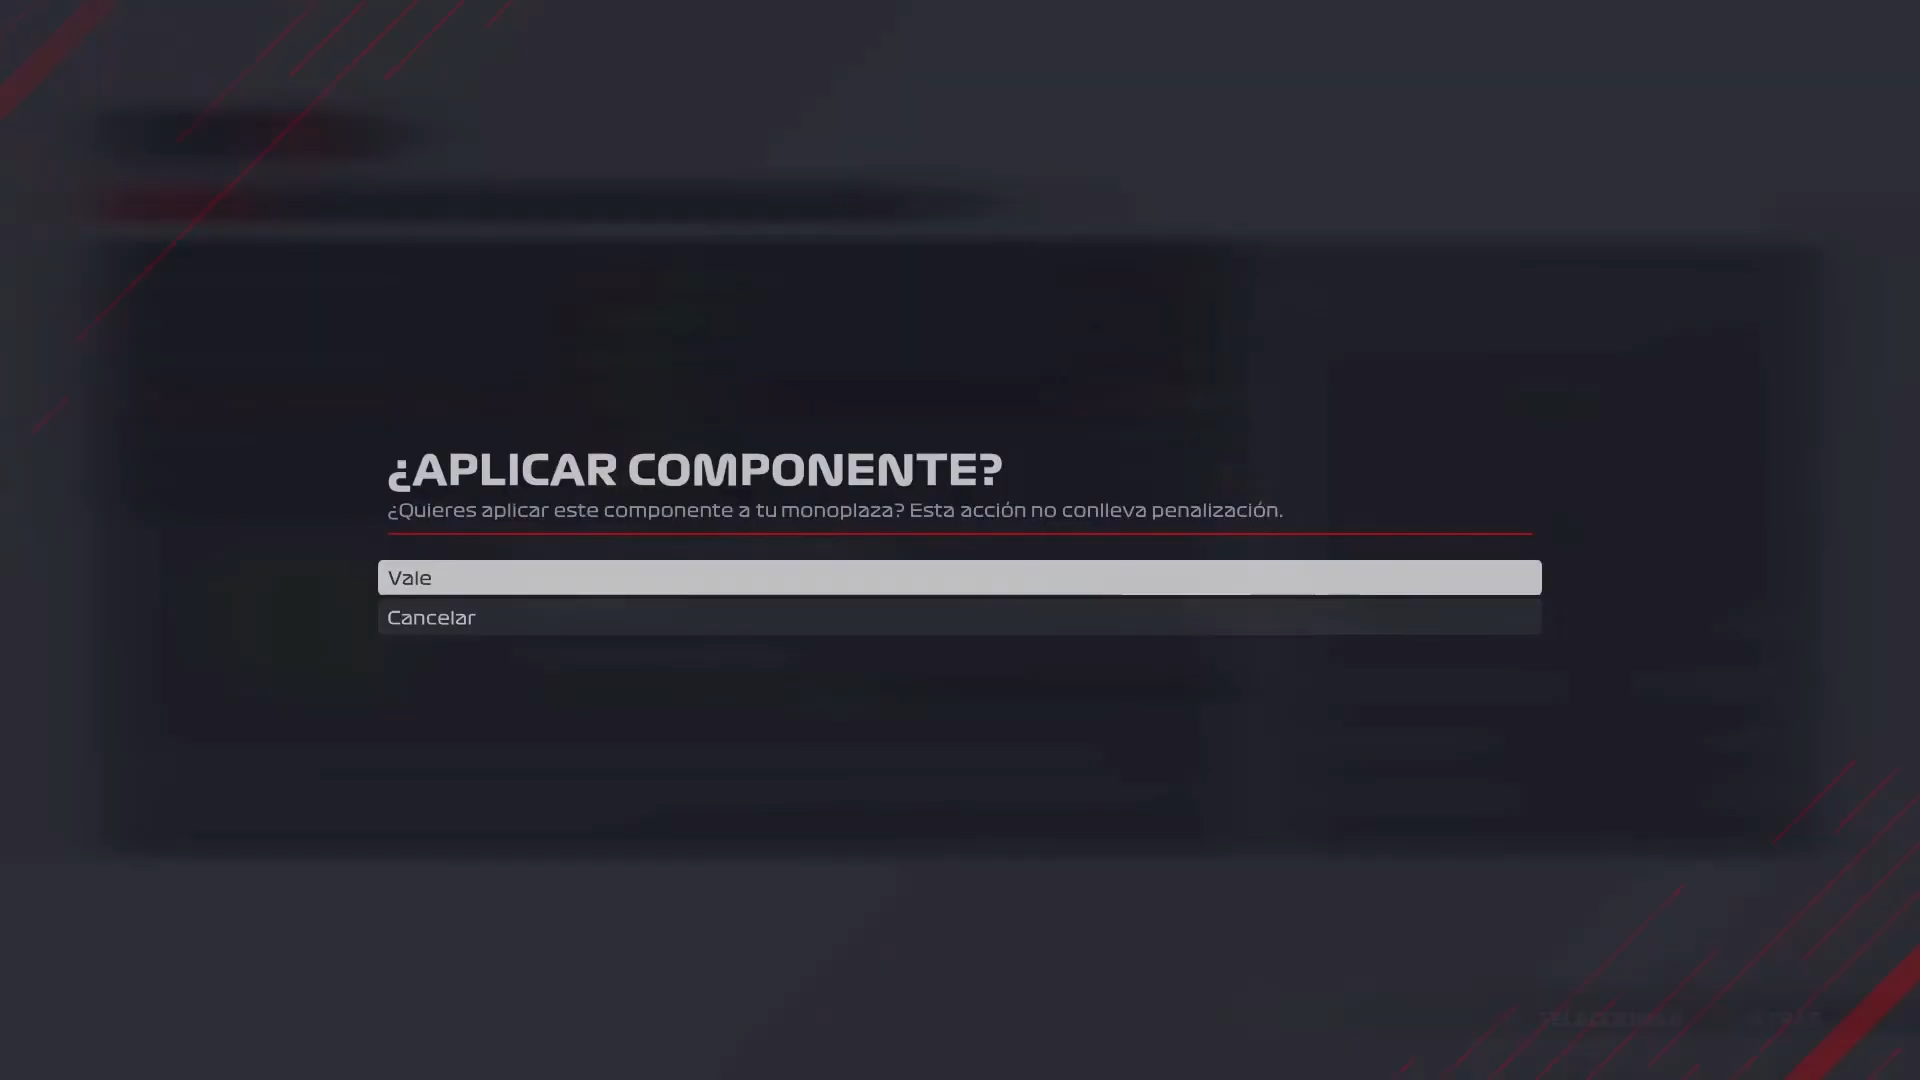 ¿APLICAR COMPONENTE?
¿Quieres aplicar este componente a tu monoplaza? Esta acción no conlleva penalización.
Vale
Cancelar